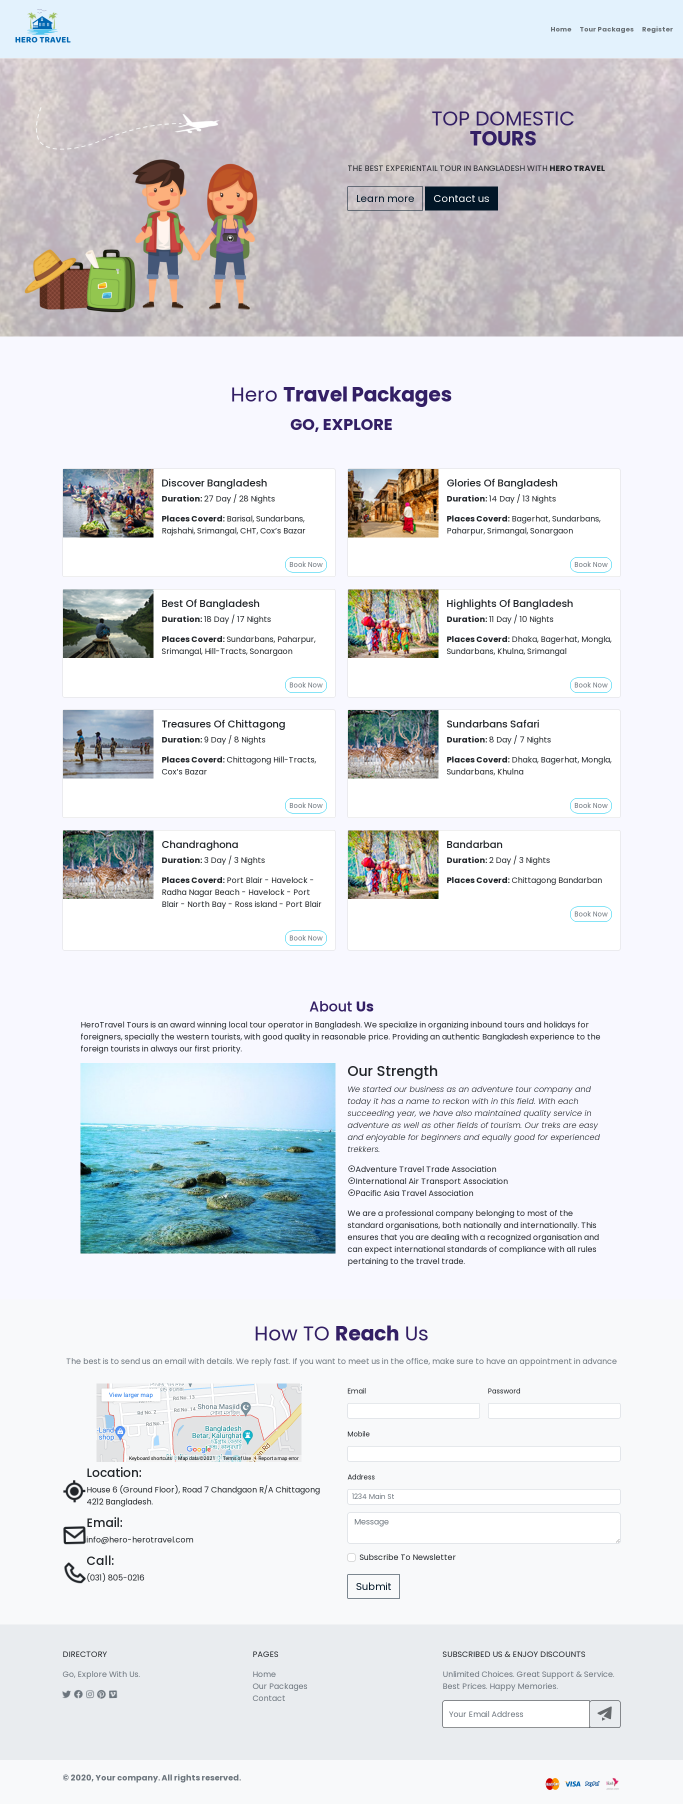 HERO TRAVEL
Home Tour Packages Register
TOP DOMESTIC
TOURS
THE BEST EXPERIENTAIL TOUR IN BANGLADESH WITH HERO TRAVEL
Learn more Contact us
Hero Travel Packages
GO, EXPLORE
Discover Bangladesh
Duration: 27 Day / 28 Nights
Places Coverd: Barisal, Sundarbans,
Rajshahi, Srimangal, CHT, Cox's Bazar
Book Now
Glories Of Bangladesh
Duration: 14 Day / 13 Nights
Places Coverd: Bagerhat, Sundarbans,
Paharpur, Srimangal, Sonargaon
Book Now
Best Of Bangladesh
Duration: 18 Day / 17 Nights
Places Coverd: Sundarbans, Paharpur,
Srimangal, Hill-Tracts, Sonargaon
Book Now
Highlights Of Bangladesh
Duration: 11 Day / 10 Nights
Places Coverd: Dhaka, Bagerhat, Mongla,
Sundarbans, Khulna, Srimangal
Book Now
Treasures Of Chittagong
Duration: 9 Day / 8 Nights
Places Coverd: Chittagong Hill-Tracts,
Cox's Bazar
Book Now
Sundarbans Safari
Duration: 8 Day / 7 Nights
Places Coverd: Dhaka, Bagerhat, Mongla,
Sundarbans, Khulna
Book Now
Chandraghona
Duration: 3 Day / 3 Nights
Places Coverd: Port Blair - Havelock -
Radha Nagar Beach - Havelock - Port
Blair - North Bay - Ross island - Port Blair
Book Now
Bandarban
Duration: 2 Day / 3 Nights
Places Coverd: Chittagong Bandarban
Book Now
About Us
HeroTravel Tours is an award winning local tour operator in Bangladesh. We specialize in organizing inbound tours and holidays for
foreigners, specially the western tourists, with good quality in reasonable price. Providing an authentic Bangladesh experience to the
foreign tourists in always our first priority.
Our Strength
We started our business as an adventure tour company and
today it has a name to reckon with in this field. With each
succeeding year, we have also maintained quality service in
adventure as well as other fields of tourism. Our treks are easy
and enjoyable for beginners and equally good for experienced
trekkers.
Adventure Travel Trade Association
International Air Transport Association
Pacific Asia Travel Association
We are a professional company belonging to most of the
standard organisations, both nationally and internationally. This
ensures that you are dealing with a recognized organisation and
can expect international standards of compliance with all rules
pertaining to the travel trade.
How TO Reach Us
The best is to send us an email with details. We reply fast. If you want to meet us in the office, make sure to have an appointment in advance
View larger map
Rd No. 13
Rd No. 14
Shona Masjid
Rd No. 2
Rd No. 1
Land
shop
Bangladesh
Betar, Kalurghat
Google
Keyboard shortcuts Map data ©2021 Terms of Use Report a map error
Location:
House 6 (Ground Floor), Road 7 Chandgaon R/A Chittagong
4212 Bangladesh.
Email:
info@hero-herotravel.com
Call:
(031) 805-0216
Email Password
Mobile
Address
1234 Main St
Message
Subscribe To Newsletter
Submit
DIRECTORY
Go, Explore With Us.
PAGES
Home
Our Packages
Contact
SUBSCRIBED US & ENJOY DISCOUNTS
Unlimited Choices. Great Support & Service.
Best Prices. Happy Memories.
Your Email Address
© 2020, Your company. All rights reserved.
VISA